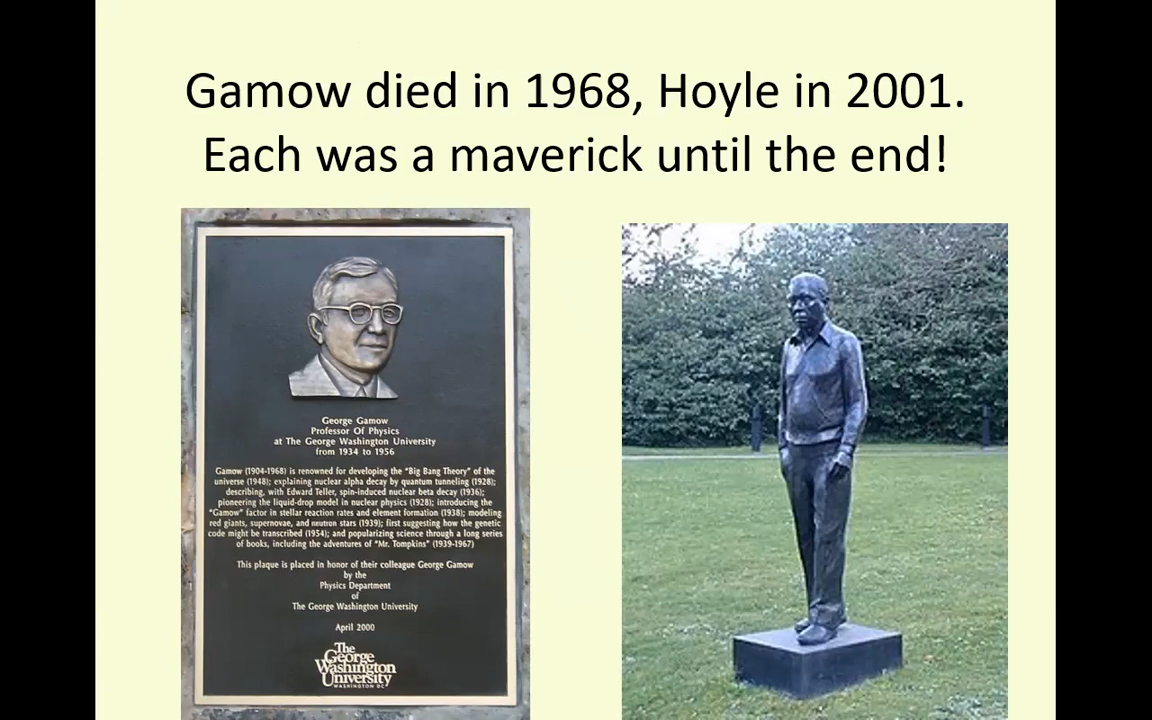 Gamow died in 1968, Hoyle in 2001.
Each was a maverick until the end!
George Gamow
Professor Of Physics
at The George Washington University
from 1934 to 1956
Gamow (1904-1968) is renowned for developing the "Big Bang Theory" of the
universe (1948); explaining nuclear alpha decay by quantum tunneling (1928);
describing, with Edward Teller, spin-induced nuclear beta decay (1936);
pioneering the liquid-drop model in nuclear physics (1928); introducing the
"Gamow" factor in stellar reaction rates and element formation (1938); modeling
red giants, supernovae, and neutron stars (1939); first suggesting how the genetic
code might be transcribed (1954); and popularizing science through a long series
of books, including the adventures of "Mr. Tompkins" (1939-1967)
This plaque is placed in honor of their colleague George Gamow
by the
Physics Department
of
The George Washington University
April 2000
The
George
Washington
University
WASHINGTON DC